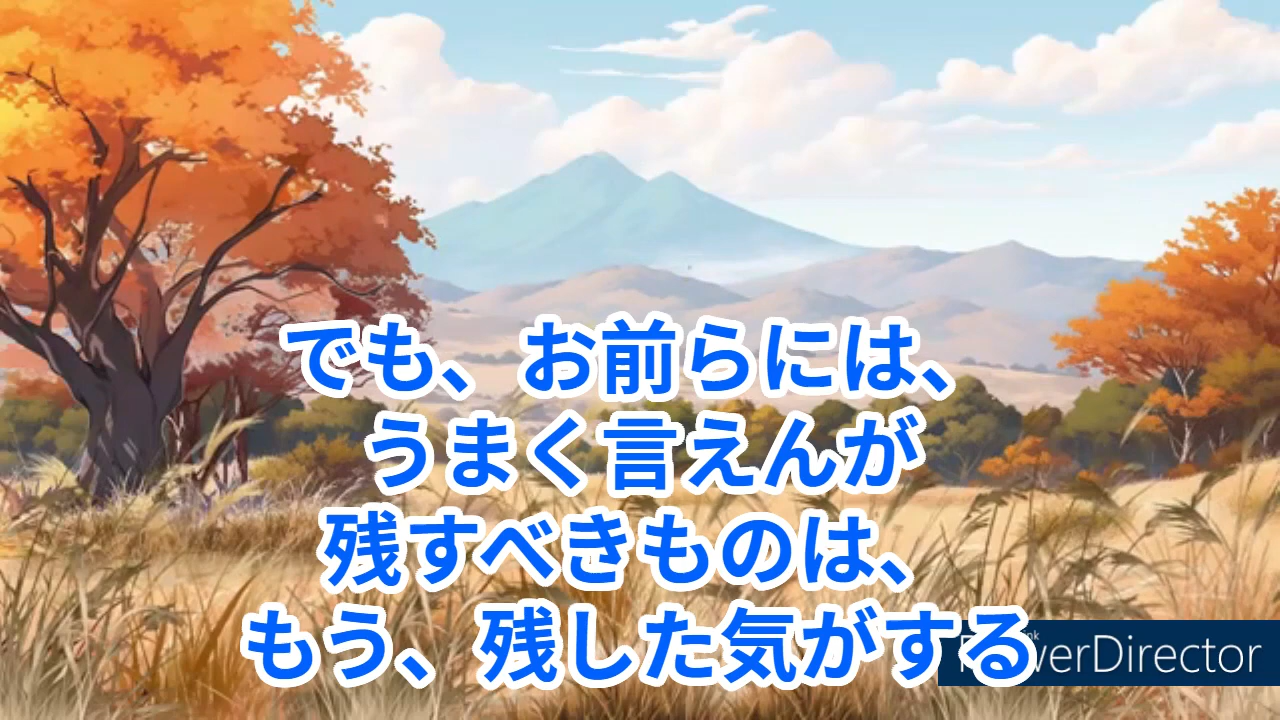 でも、お前らには、
うまく言えんが
残すべきものは、
もう、残した気がする
PowerDirector